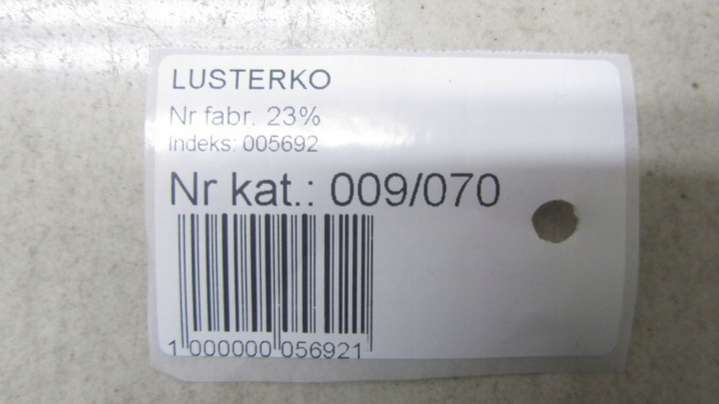 LUSTERKO
Nr fabr. 23%
Indeks: 005692
Nr kat.: 009/070
1 000000 056921